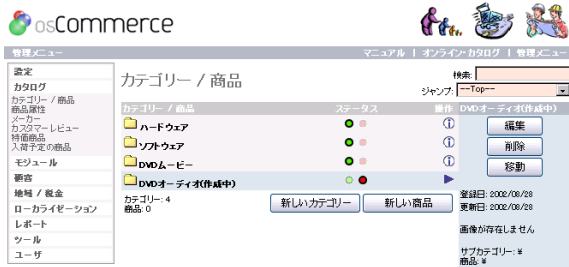 osCommerce
管理メニュー
マニュアル | オンライン・カタログ | 管理メニュー
設定
カタログ
カテゴリー / 商品
商品属性
メーカー
カスタマーレビュー
特価商品
入荷予定の商品
モジュール
顧客
地域 / 税金
ローカライゼーション
レポート
ツール
ユーザ
カテゴリー / 商品
検索:
ジャンプ: --Top--
カテゴリー / 商品 ステータス 操作
ハードウェア
ソフトウェア
DVDムービー
DVDオーディオ(作成中)
カテゴリー: 4
商品: 0
新しいカテゴリー 新しい商品
DVDオーディオ(作成中)
編集
削除
移動
登録日: 2002/08/28
更新日: 2002/08/28
画像が存在しません
サブカテゴリー: ¥
商品: ¥